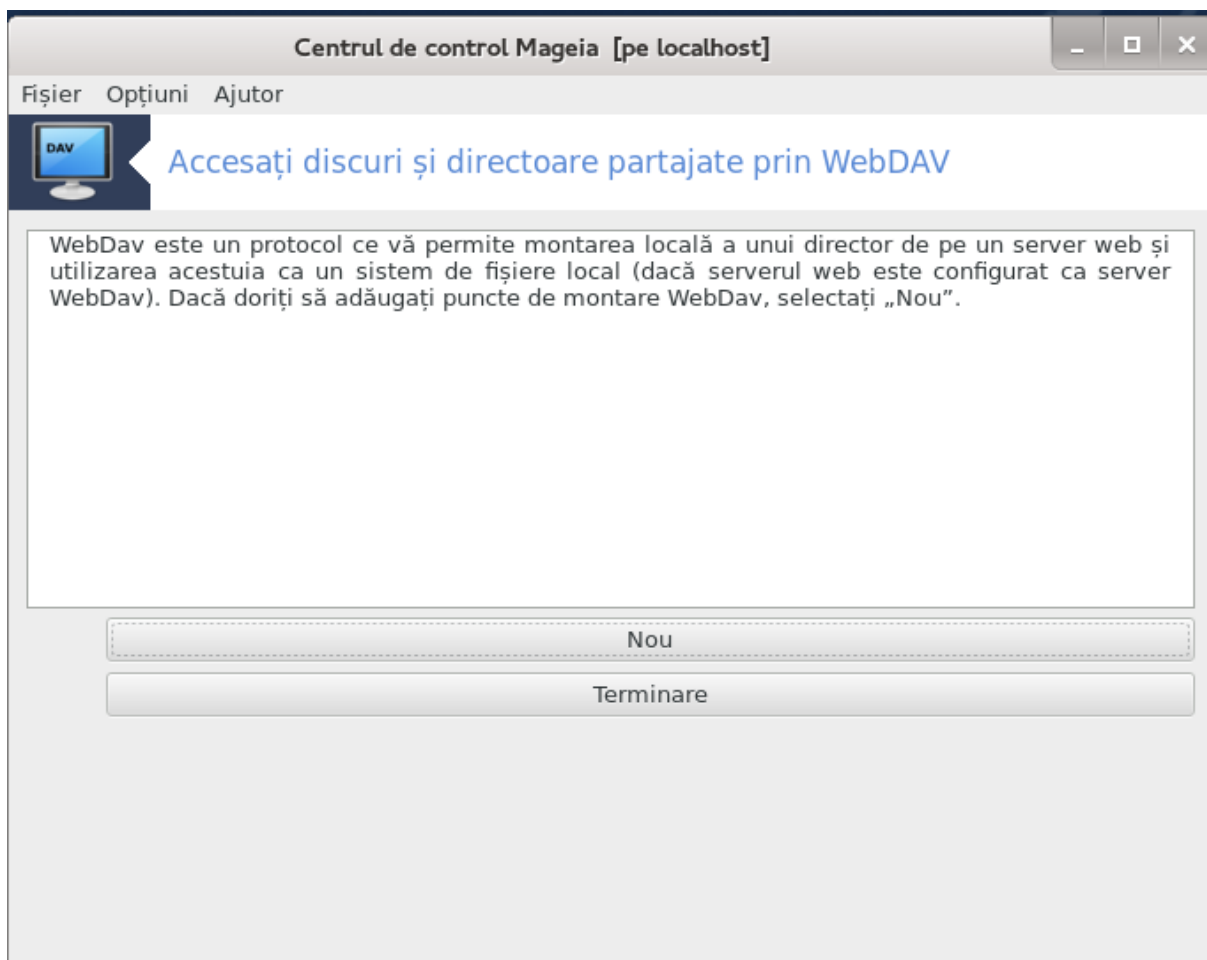 Centrul de control Mageia [pe localhost]
Fișier Opțiuni Ajutor
DAV
Accesați discuri și directoare partajate prin WebDAV
WebDav este un protocol ce vă permite montarea locală a unui director de pe un server web și
utilizarea acestuia ca un sistem de fișiere local (dacă serverul web este configurat ca server
WebDav). Dacă doriți să adăugați puncte de montare WebDav, selectați „Nou”.
Nou
Terminare